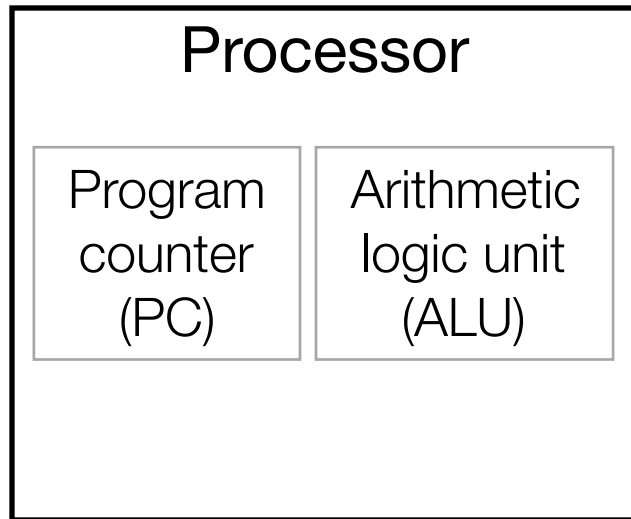 Processor
Program
counter
(PC)
Arithmetic
logic unit
(ALU)